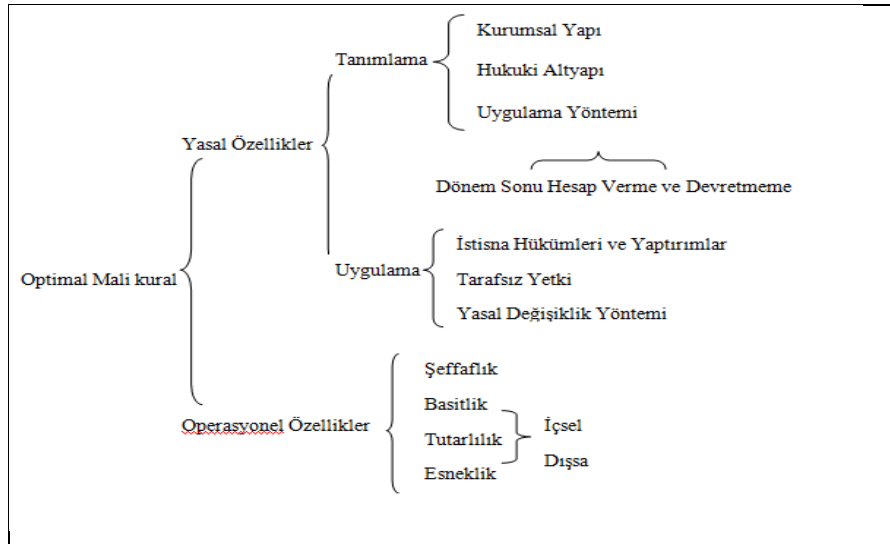 Kurumsal Yapı
Tanımlama
Hukuki Altyapı
Uygulama Yöntemi
Yasal Özellikler
Dönem Sonu Hesap Verme ve Devretmeme
İstisna Hükümleri ve Yaptırımlar
Uygulama
Tarafsız Yetki
Optimal Mali kural
Yasal Değişiklik Yöntemi
Şeffaflık
Basitlik
Operasyonel Özellikler
İçsel
Tutarlılık
Dışsa
Esneklik